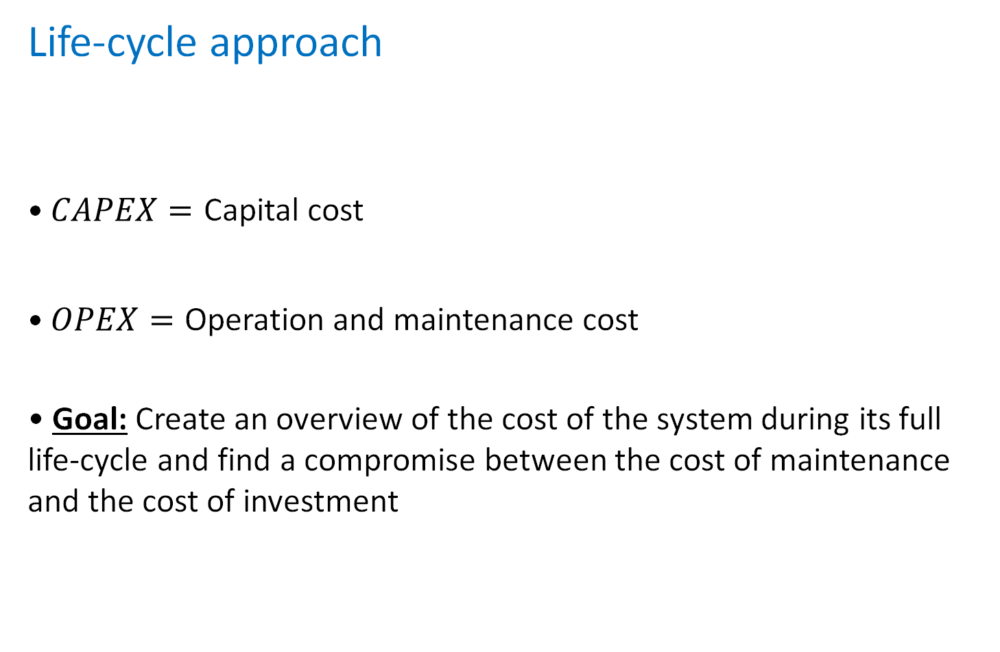 Life-cycle approach
• CAPEX = Capital cost
• OPEX = Operation and maintenance cost
• Goal: Create an overview of the cost of the system during its full
life-cycle and find a compromise between the cost of maintenance
and the cost of investment